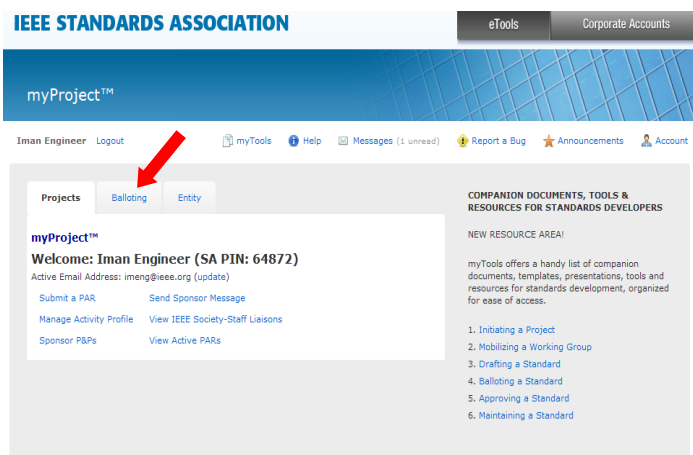 IEEE STANDARDS ASSOCIATION
eTools
Corporate Accounts
myProject™
Iman Engineer Logout
myTools
Help
Messages (1 unread)
Report a Bug
Announcements
Account
Projects
Balloting
Entity
myProject™
Welcome: Iman Engineer (SA PIN: 64872)
Active Email Address: imeng@ieee.org (update)
Submit a PAR
Send Sponsor Message
Manage Activity Profile
View IEEE Society-Staff Liaisons
Sponsor P&Ps
View Active PARs
COMPANION DOCUMENTS, TOOLS &
RESOURCES FOR STANDARDS DEVELOPERS
NEW RESOURCE AREA!
myTools offers a handy list of companion
documents, templates, presentations, tools and
resources for standards development, organized
for ease of access.
1. Initiating a Project
2. Mobilizing a Working Group
3. Drafting a Standard
4. Balloting a Standard
5. Approving a Standard
6. Maintaining a Standard